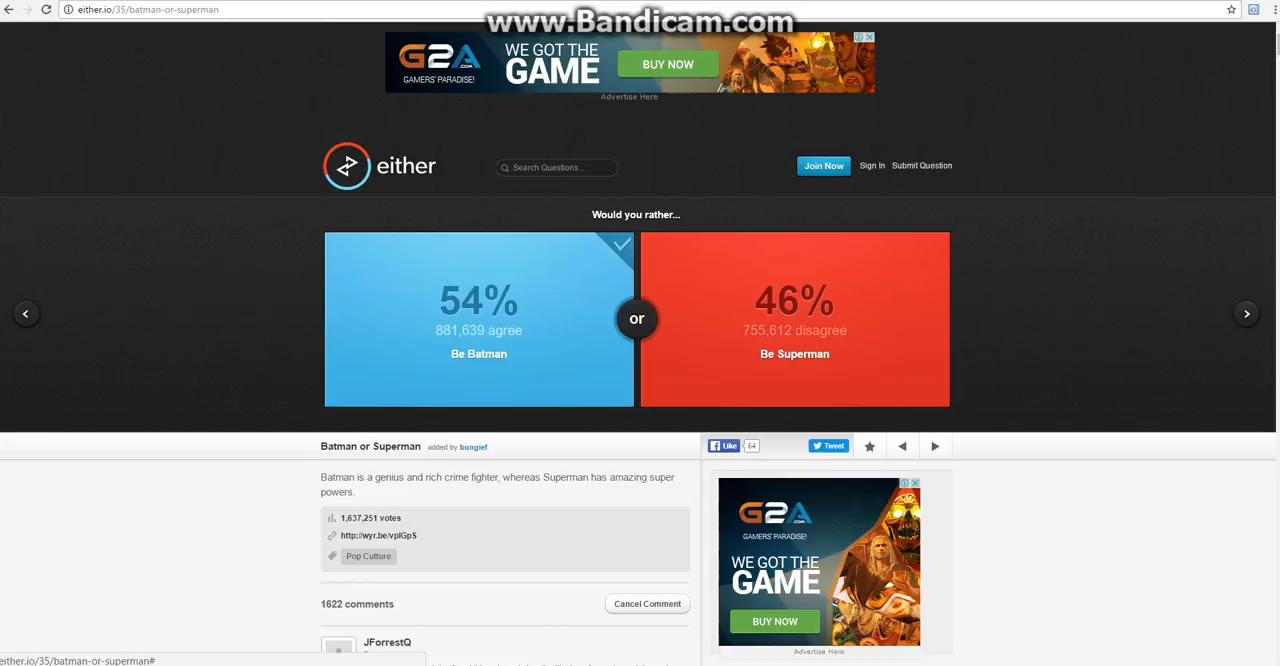 either.io/35/batman-or-superman
www.Bandicam.com
G2A.COM
GAMERS' PARADISE!
WE GOT THE
GAME
BUY NOW
EA
Advertise Here
either
Search Questions...
Join Now
Sign In
Submit Question
Would you rather...
54%
881,639 agree
Be Batman
or
46%
755,612 disagree
Be Superman
Batman or Superman added by bungief
Like 64
Tweet
Batman is a genius and rich crime fighter, whereas Superman has amazing super
powers.
1,637,251 votes
http://wyr.be/vpIGpS
Pop Culture
1622 comments
Cancel Comment
JForrestQ
G2A.COM
GAMERS' PARADISE!
WE GOT THE
GAME
BUY NOW
Advertise Here
either.io/35/batman-or-superman#